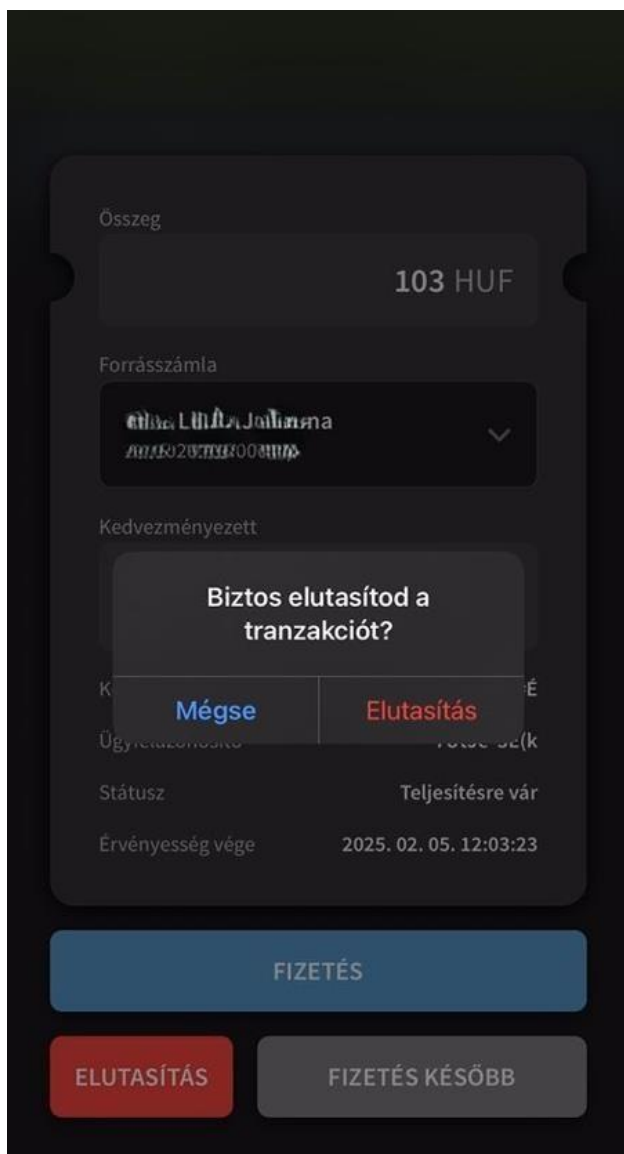 Összeg
103 HUF
Forrásszámla
Kedvezményezett
Biztos elutasítod a
tranzakciót?
Mégse
Elutasítás
Státusz
Teljesítésre vár
Érvényesség vége
2025. 02. 05. 12:03:23
FIZETÉS
ELUTASÍTÁS
FIZETÉS KÉSŐBB